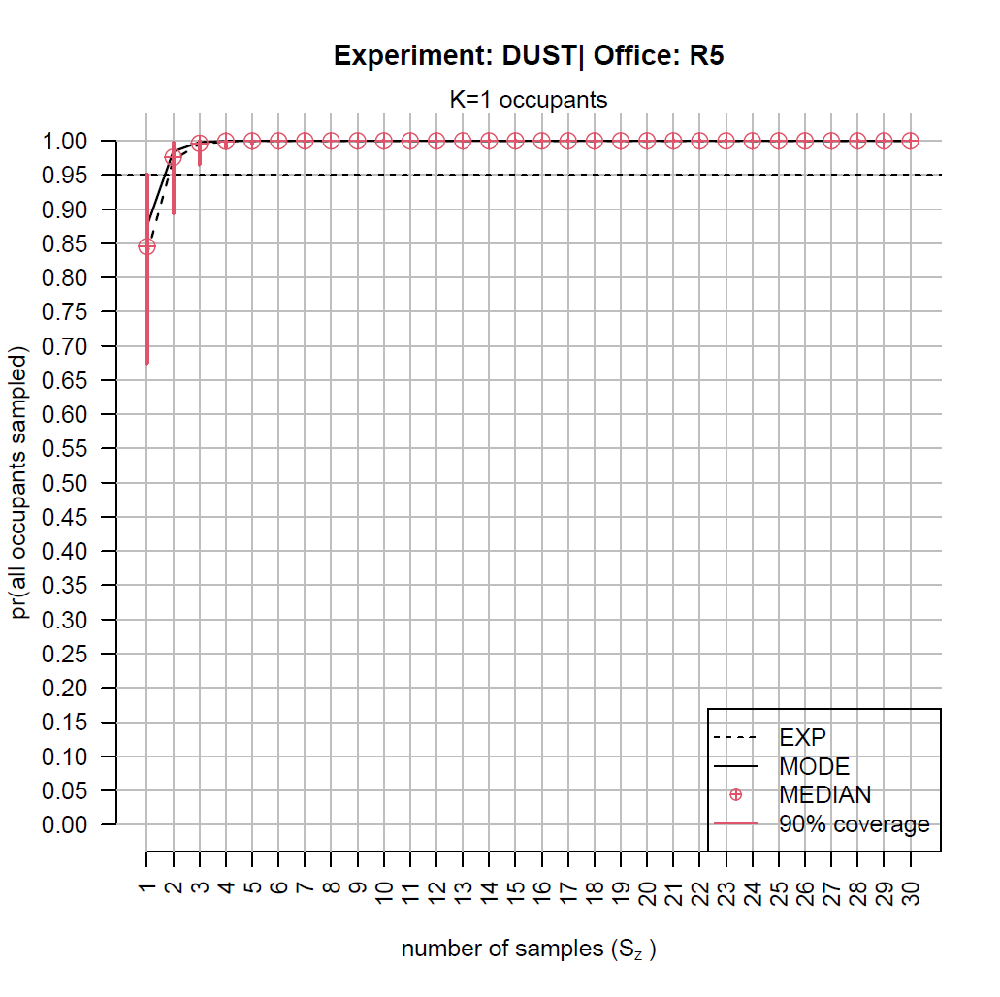 Experiment: DUST| Office: R5
K=1 occupants
pr(all occupants sampled)
1.00
0.95
0.90
0.85
0.80
0.75
0.70
0.65
0.60
0.55
0.50
0.45
0.40
0.35
0.30
0.25
0.20
0.15
0.10
0.05
0.00
EXP
MODE
MEDIAN
90% coverage
1 2 3 4 5 6 7 8 9 10 11 12 13 14 15 16 17 18 19 20 21 22 23 24 25 26 27 28 29 30
number of samples (Sz )